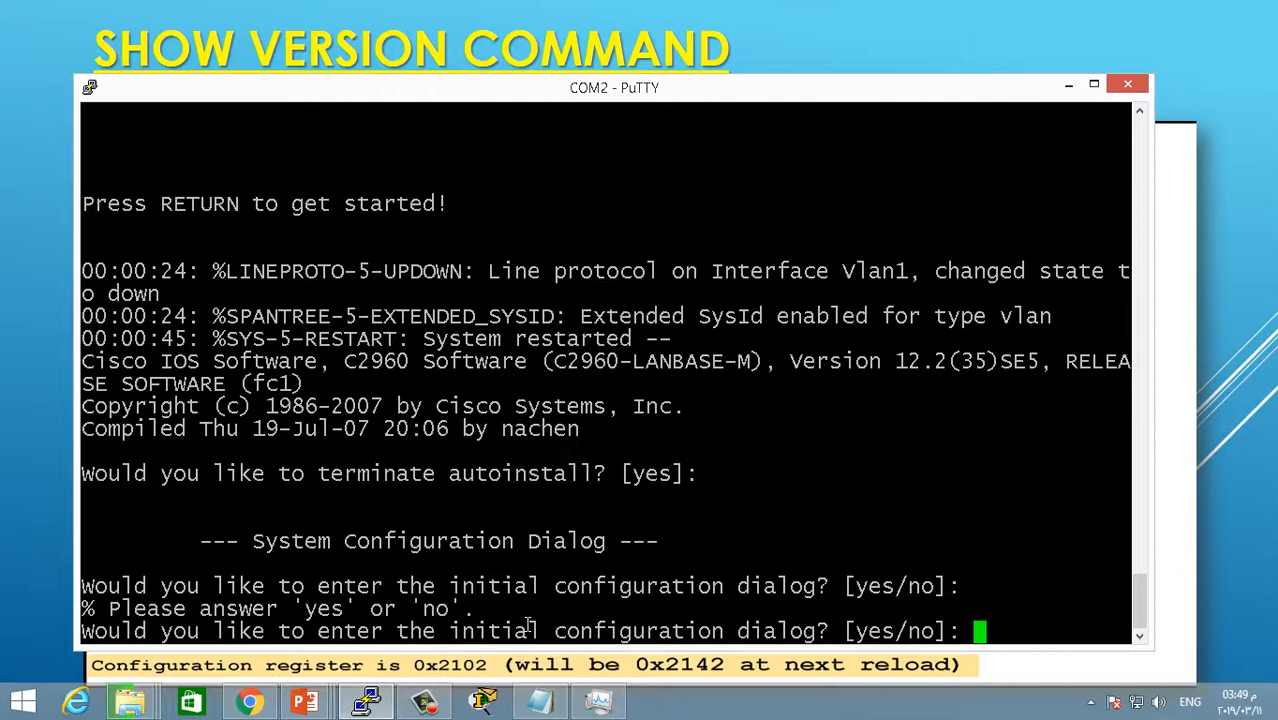 SHOW VERSION COMMAND
COM2 - PuTTY
Press RETURN to get started!
00:00:24: %LINEPROTO-5-UPDOWN: Line protocol on Interface Vlan1, changed state t
o down
00:00:24: %SPANTREE-5-EXTENDED_SYSID: Extended SysId enabled for type vlan
00:00:45: %SYS-5-RESTART: System restarted --
Cisco IOS Software, C2960 Software (C2960-LANBASE-M), Version 12.2(35)SE5, RELEA
SE SOFTWARE (fc1)
Copyright (c) 1986-2007 by Cisco Systems, Inc.
Compiled Thu 19-Jul-07 20:06 by nachen
Would you like to terminate autoinstall? [yes]:
--- System Configuration Dialog ---
Would you like to enter the initial configuration dialog? [yes/no]:
% Please answer 'yes' or 'no'.
Would you like to enter the initial configuration dialog? [yes/no]:
Configuration register is 0x2102 (will be 0x2142 at next reload)
ENG
03:49 م
٢٠١٩/٠٣/١١